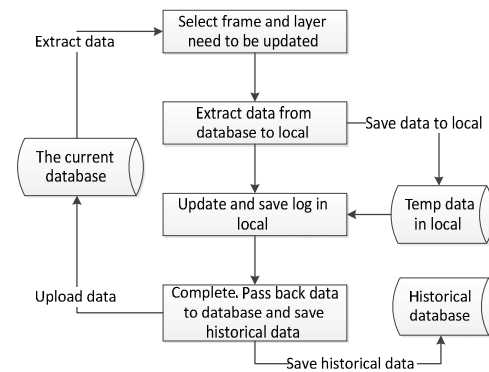 Select frame and layer
need to be updated
Extract data
Extract data from
database to local
Save data to local
The current
database
Update and save log in
local
Temp data
in local
Upload data
Complete. Pass back data
to database and save
historical data
Historical
database
Save historical data